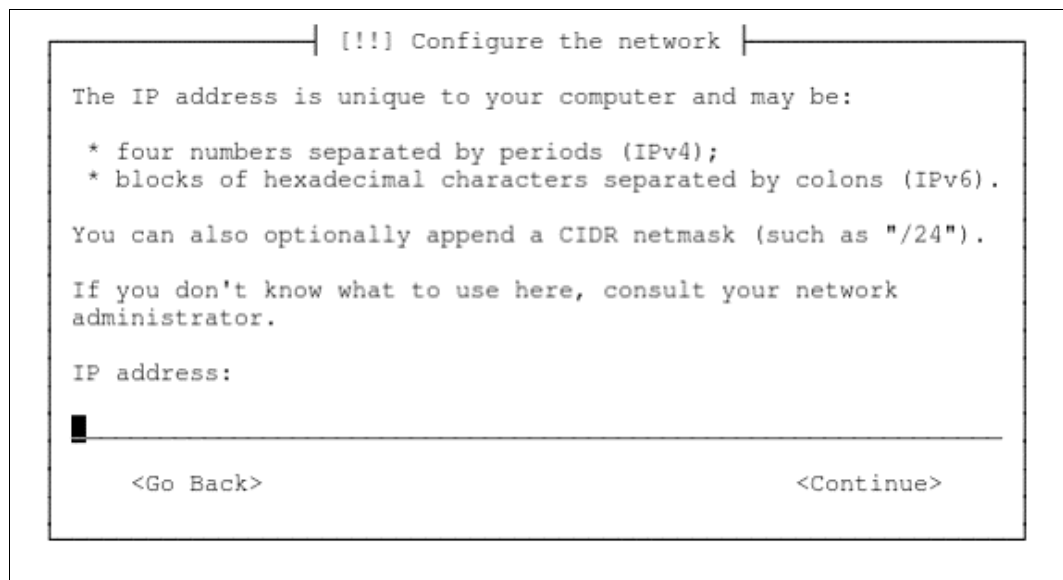 [!!] Configure the network
The IP address is unique to your computer and may be:
* four numbers separated by periods (IPv4);
* blocks of hexadecimal characters separated by colons (IPv6).
You can also optionally append a CIDR netmask (such as "/24").
If you don't know what to use here, consult your network
administrator.
IP address:
<Go Back> <Continue>